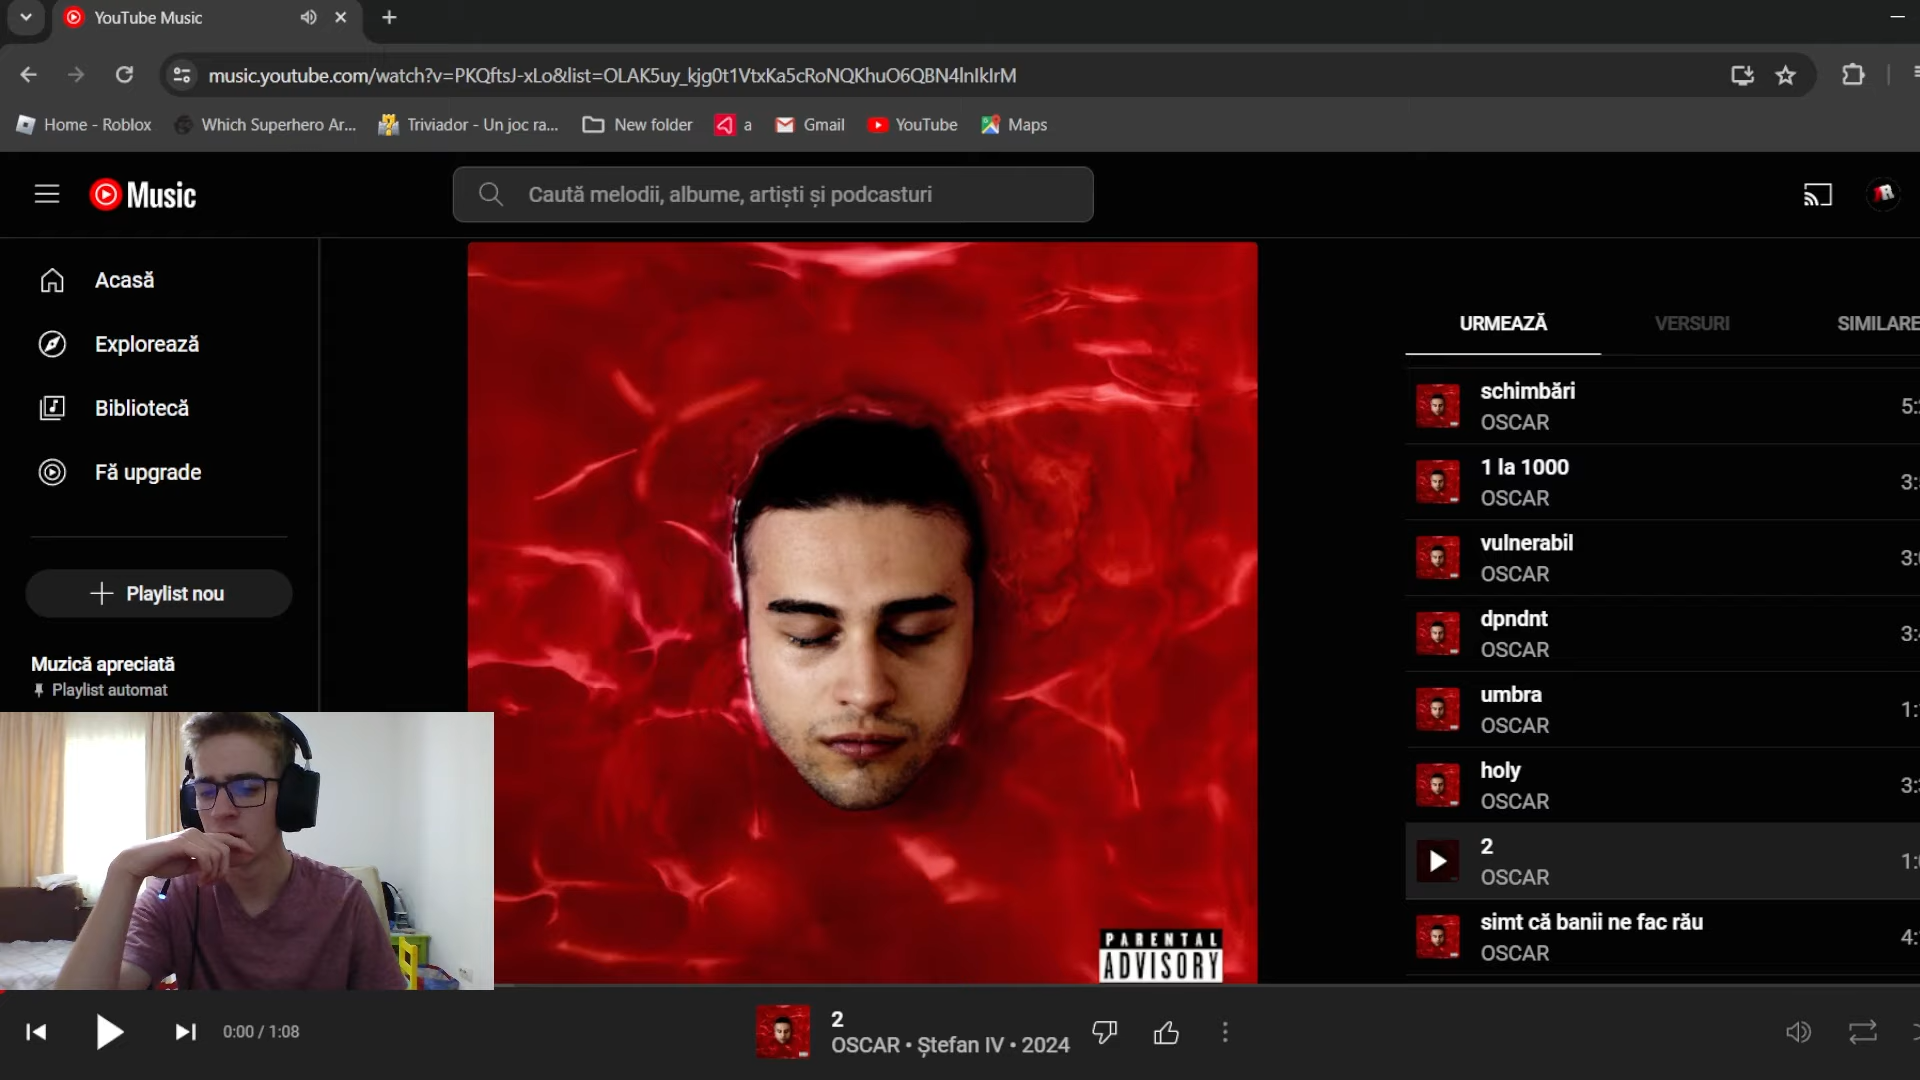 YouTube Music
music.youtube.com/watch?v=PKQftsJ-xLo&list=OLAK5uy_kjg0t1VtxKa5cRoNQKhuO6QBN4lnIkIrM
Home - Roblox
Which Superhero Ar...
Triviador - Un joc ra...
New folder
a
Gmail
YouTube
Maps
Music
Caută melodii, albume, artiști și podcasturi
Acasă
Explorează
Bibliotecă
Fă upgrade
Playlist nou
Muzică apreciată
Playlist automat
PARENTAL
ADVISORY
URMEAZĂ
VERSURI
SIMILARE
schimbări
OSCAR
1 la 1000
OSCAR
vulnerabil
OSCAR
dpndnt
OSCAR
umbra
OSCAR
holy
OSCAR
2
OSCAR
simt că banii ne fac rău
OSCAR
0:00 / 1:08
2
OSCAR • Ștefan IV • 2024